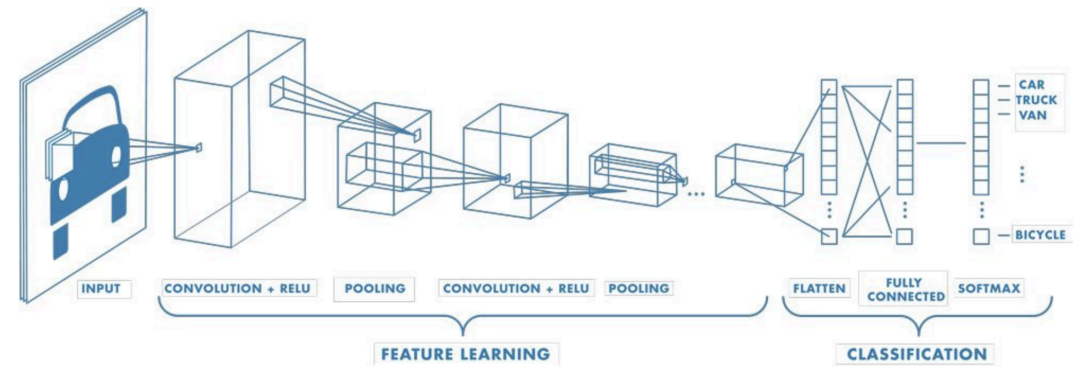 CAR
TRUCK
VAN
BICYCLE
INPUT
CONVOLUTION + RELU
POOLING
CONVOLUTION + RELU
POOLING
FLATTEN
FULLY
CONNECTED
SOFTMAX
FEATURE LEARNING
CLASSIFICATION